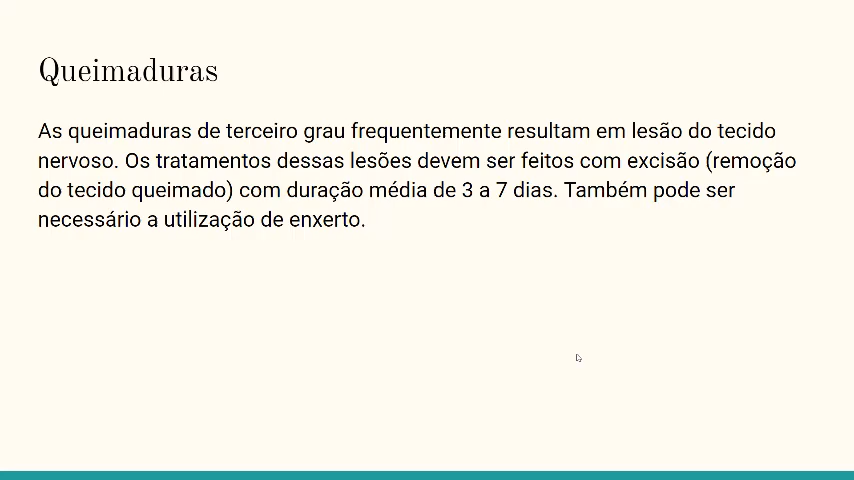 Queimaduras
As queimaduras de terceiro grau frequentemente resultam em lesão do tecido
nervoso. Os tratamentos dessas lesões devem ser feitos com excisão (remoção
do tecido queimado) com duração média de 3 a 7 dias. Também pode ser
necessário a utilização de enxerto.